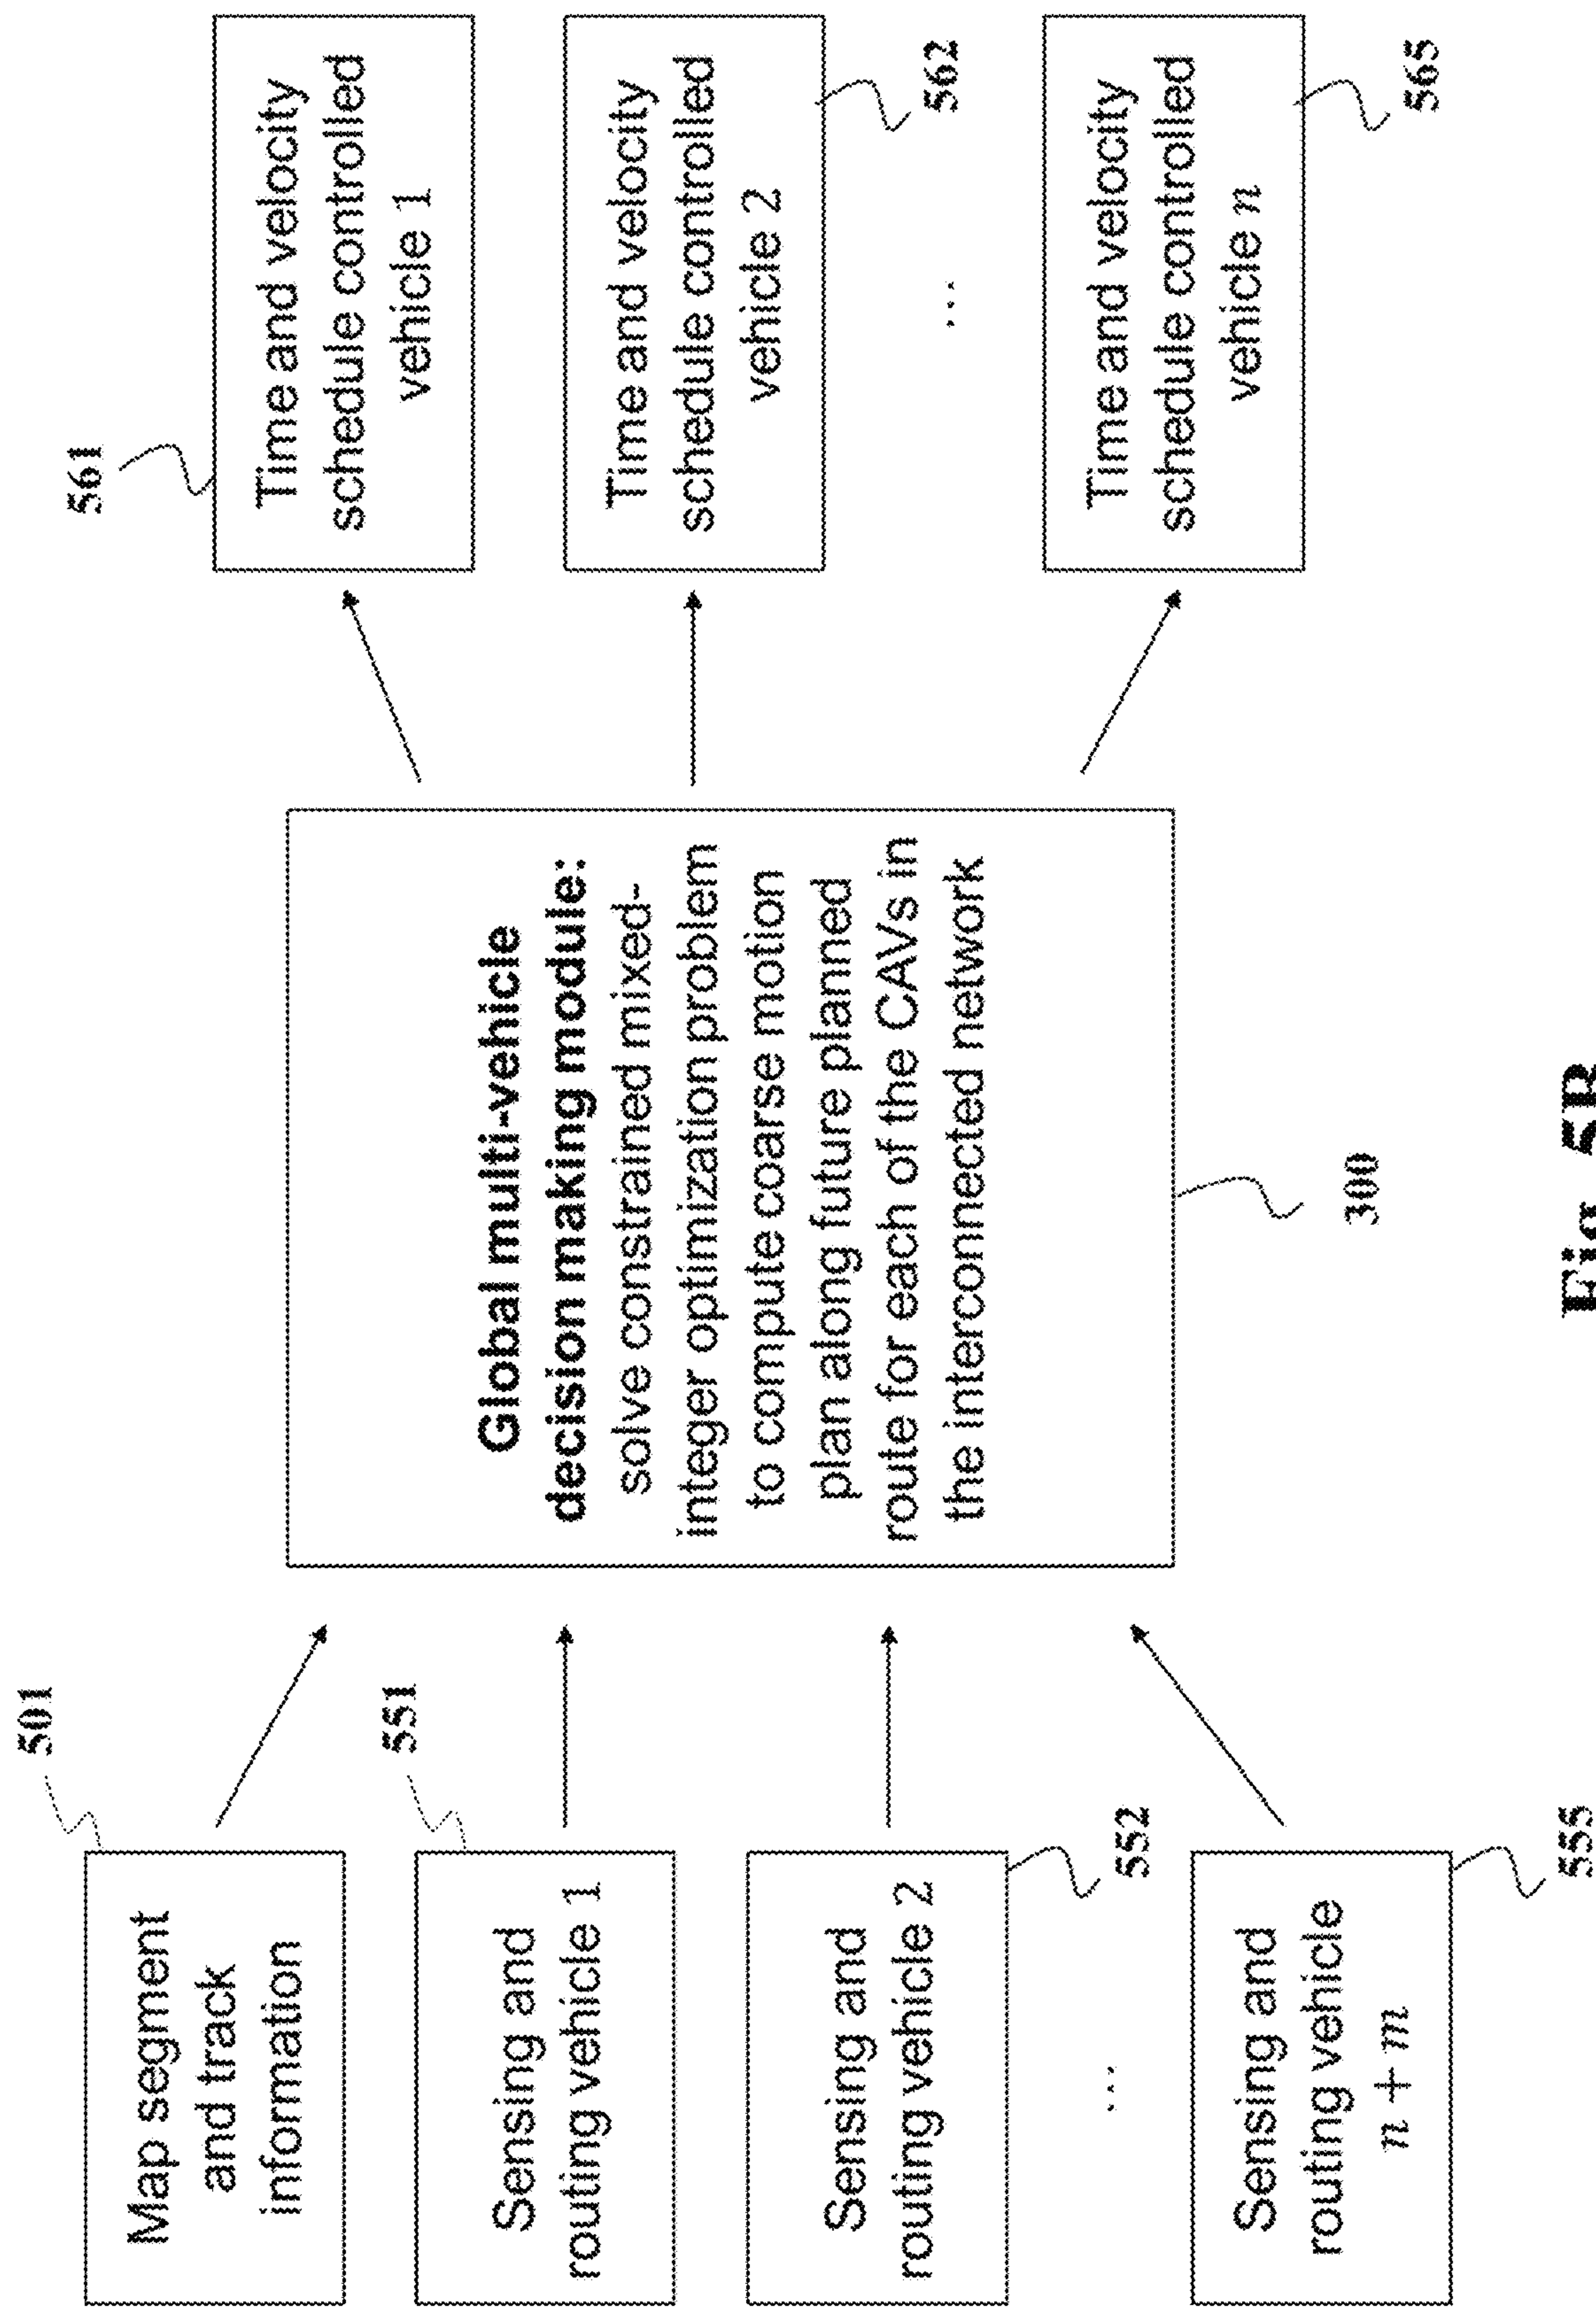 501
Map segment
and track
information
551
Sensing and
routing vehicle 1
Sensing and
routing vehicle 2
552
...
Sensing and
routing vehicle
n + m
555
Global multi-vehicle
decision making module:
solve constrained mixed-
integer optimization problem
to compute coarse motion
plan along future planned
route for each of the CAVs in
the interconnected network
300
561
Time and velocity
schedule controlled
vehicle 1
Time and velocity
schedule controlled
vehicle 2
562
...
Time and velocity
schedule controlled
vehicle n
565
Fig. 5B